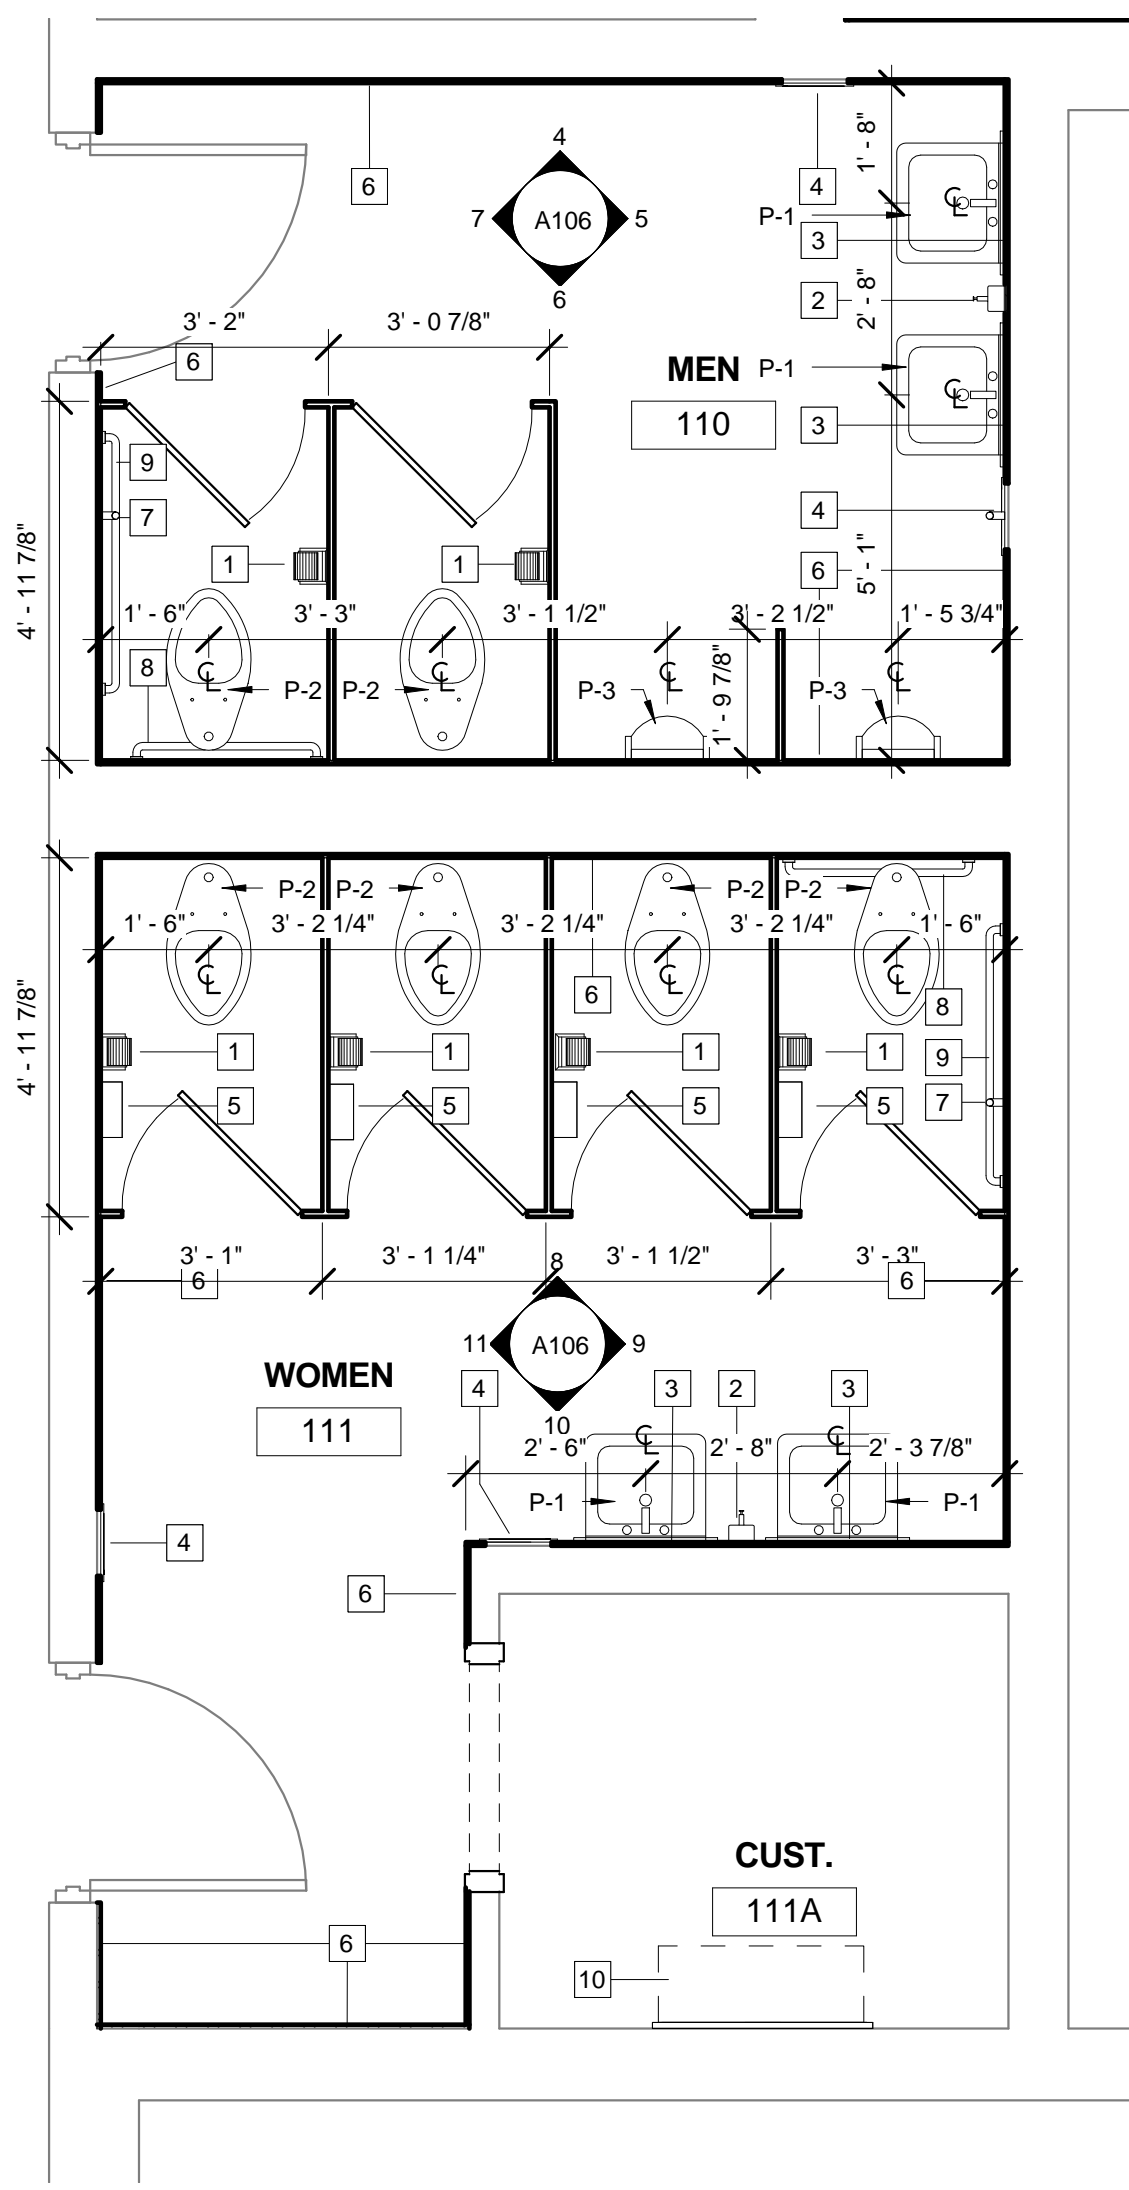 1' - 8"
4
6
4
7
A106
5
P-1
3
6
2
2' - 8"
3' - 2"
3' - 0 7/8"
6
MEN
P-1
110
3
9
7
4
4' - 11 7/8"
1
1
6
5' - 1"
1' - 6"
3' - 3"
3' - 1 1/2"
3' - 2 1/2"
1' - 5 3/4"
8
P-2
P-2
P-3
1' - 9 7/8"
P-3
P-2
P-2
P-2
P-2
1' - 6"
3' - 2 1/4"
3' - 2 1/4"
3' - 2 1/4"
1' - 6"
6
8
4' - 11 7/8"
1
1
1
1
9
5
5
5
5
7
3' - 1"
3' - 1 1/4"
3' - 1 1/2"
3' - 3"
8
6
6
11
A106
9
WOMEN
4
3
2
3
111
10
2' - 6"
2' - 8"
2' - 3 7/8"
P-1
P-1
4
6
CUST.
111A
6
10